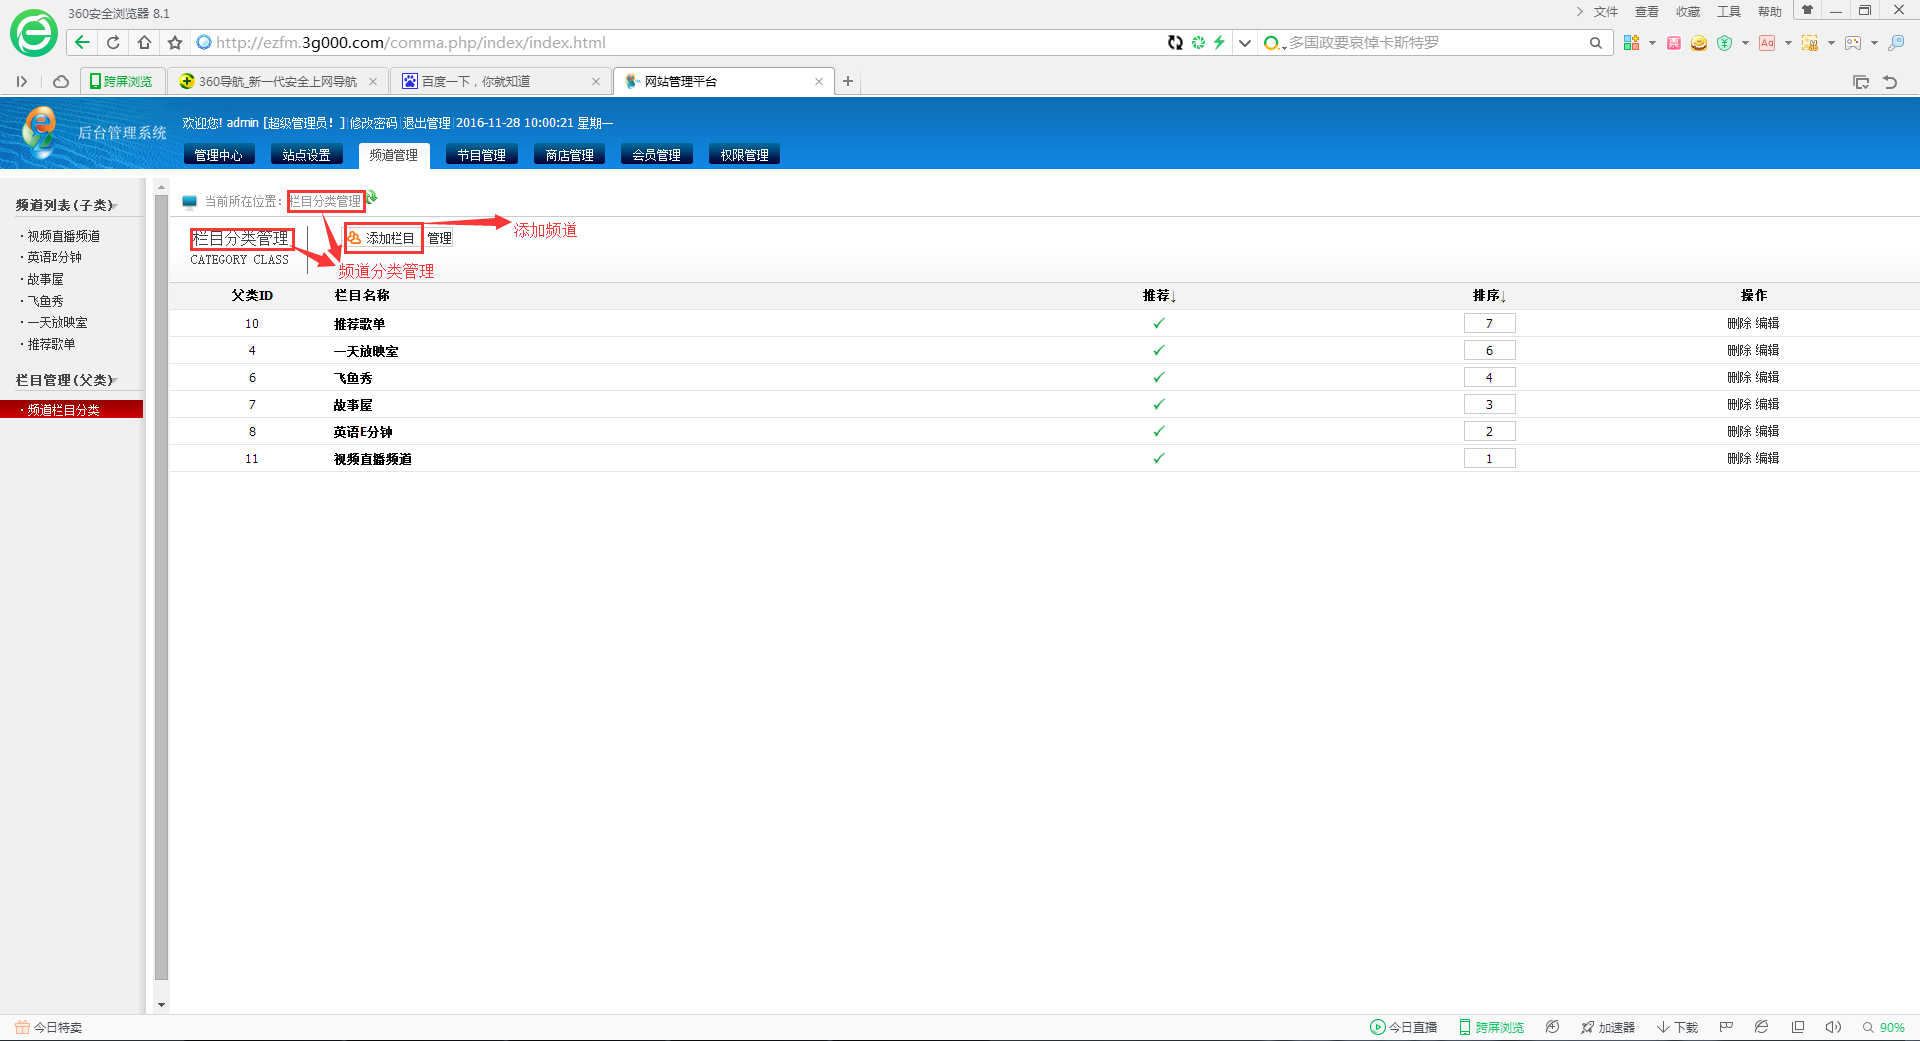 360安全浏览器 8.1
文件 查看 收藏 工具 帮助
http://ezfm.3g000.com/comma.php/index/index.html
多国政要哀悼卡斯特罗
跨屏浏览
360导航_新一代安全上网导航
百度一下，你就知道
网站管理平台
后台管理系统
欢迎您! admin [超级管理员！]|修改密码|退出管理|2016-11-28 10:00:21 星期一
管理中心 站点设置 频道管理 节目管理 商店管理 会员管理 权限管理
频道列表(子类)
·视频直播频道
·英语E分钟
·故事屋
·飞鱼秀
·一天放映室
·推荐歌单
栏目管理(父类)
·频道栏目分类
当前所在位置：栏目分类管理
栏目分类管理
CATEGORY CLASS
添加栏目 管理
添加频道
频道分类管理
父类ID 栏目名称 推荐↓ 排序↓ 操作
10 推荐歌单 ✓ 7 删除 编辑
4 一天放映室 ✓ 6 删除 编辑
6 飞鱼秀 ✓ 4 删除 编辑
7 故事屋 ✓ 3 删除 编辑
8 英语E分钟 ✓ 2 删除 编辑
11 视频直播频道 ✓ 1 删除 编辑
今日特卖
今日直播 跨屏浏览 加速器 下载 90%